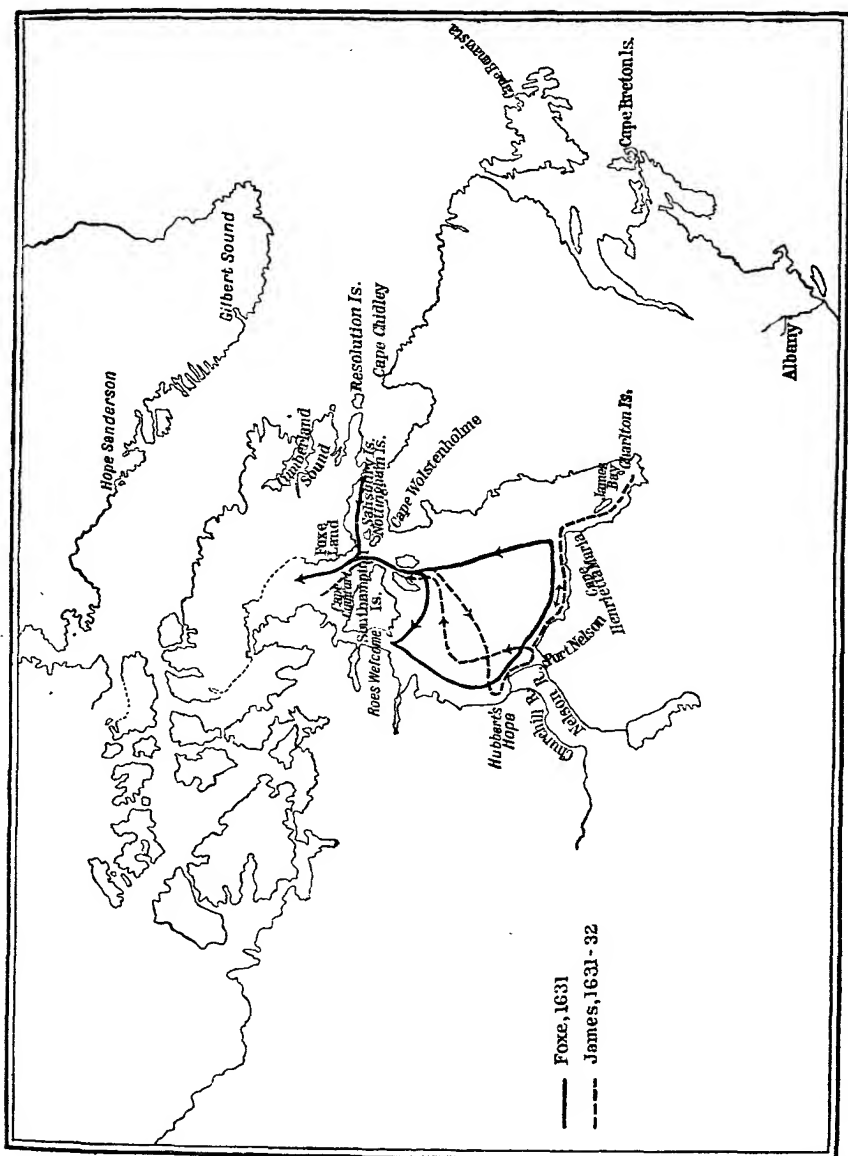 Hope Sanderson
Gilbert Sound
Cape Bonavista
Cape Breton Is.
Albany
Cumberland
Sound
Resolution Is.
Cape Chidley
Salisbury Is.
Nottingham Is.
Cape Wolstenholme
Foxe
Land
Cape
Southampton
Is.
Roes Welcome
James
Bay
Charlton Is.
Cape
Henrietta Maria
Port Nelson
Nelson R.
Churchill R.
Hubbert's
Hope
Foxe, 1631
James, 1631-32